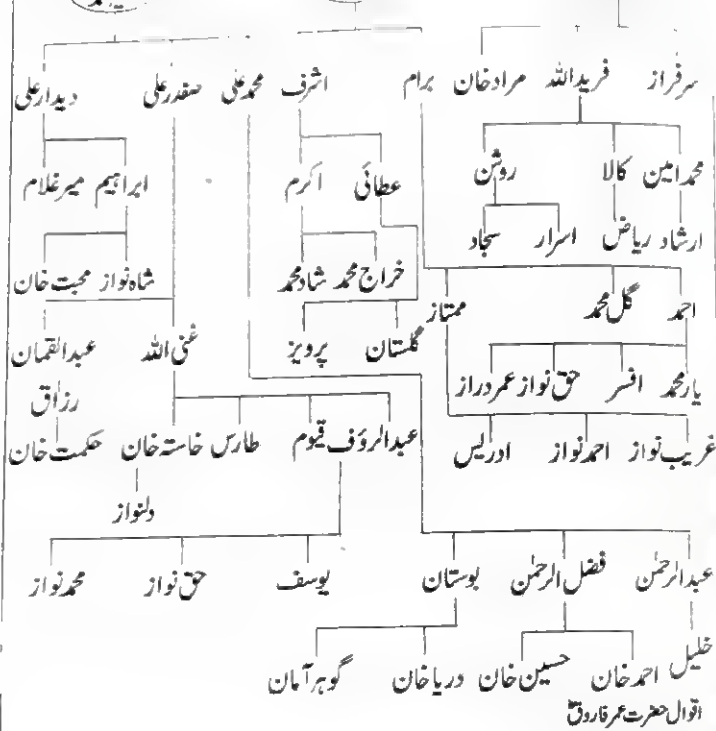 سرفراز فریداللہ مرادخان برام اشرف محمدعلی صفدرعلی دیدارعلی
محمدامین کالا روشن عطائی اکرم ابراہیم میرغلام
ارشاد ریاض اسرار سجاد
خراج محمد شادمحمد شاہ نواز محبت خان
احمد گل محمد ممتاز
گلستان پرویز غنی اللہ عبدالقمان
یارمحمد افسر حق نواز عمردراز
رزاق
غریب نواز احمدنواز ادریس عبدالرؤف قیوم طارس خاستہ خان حکمت خان
دلنواز
عبدالرحمٰن فضل الرحمٰن بوستان یوسف حق نواز محمدنواز
خلیل احمدخان حسین خان دریاخان گوہرآمان
اقوال حضرت عمرفاروقؓ